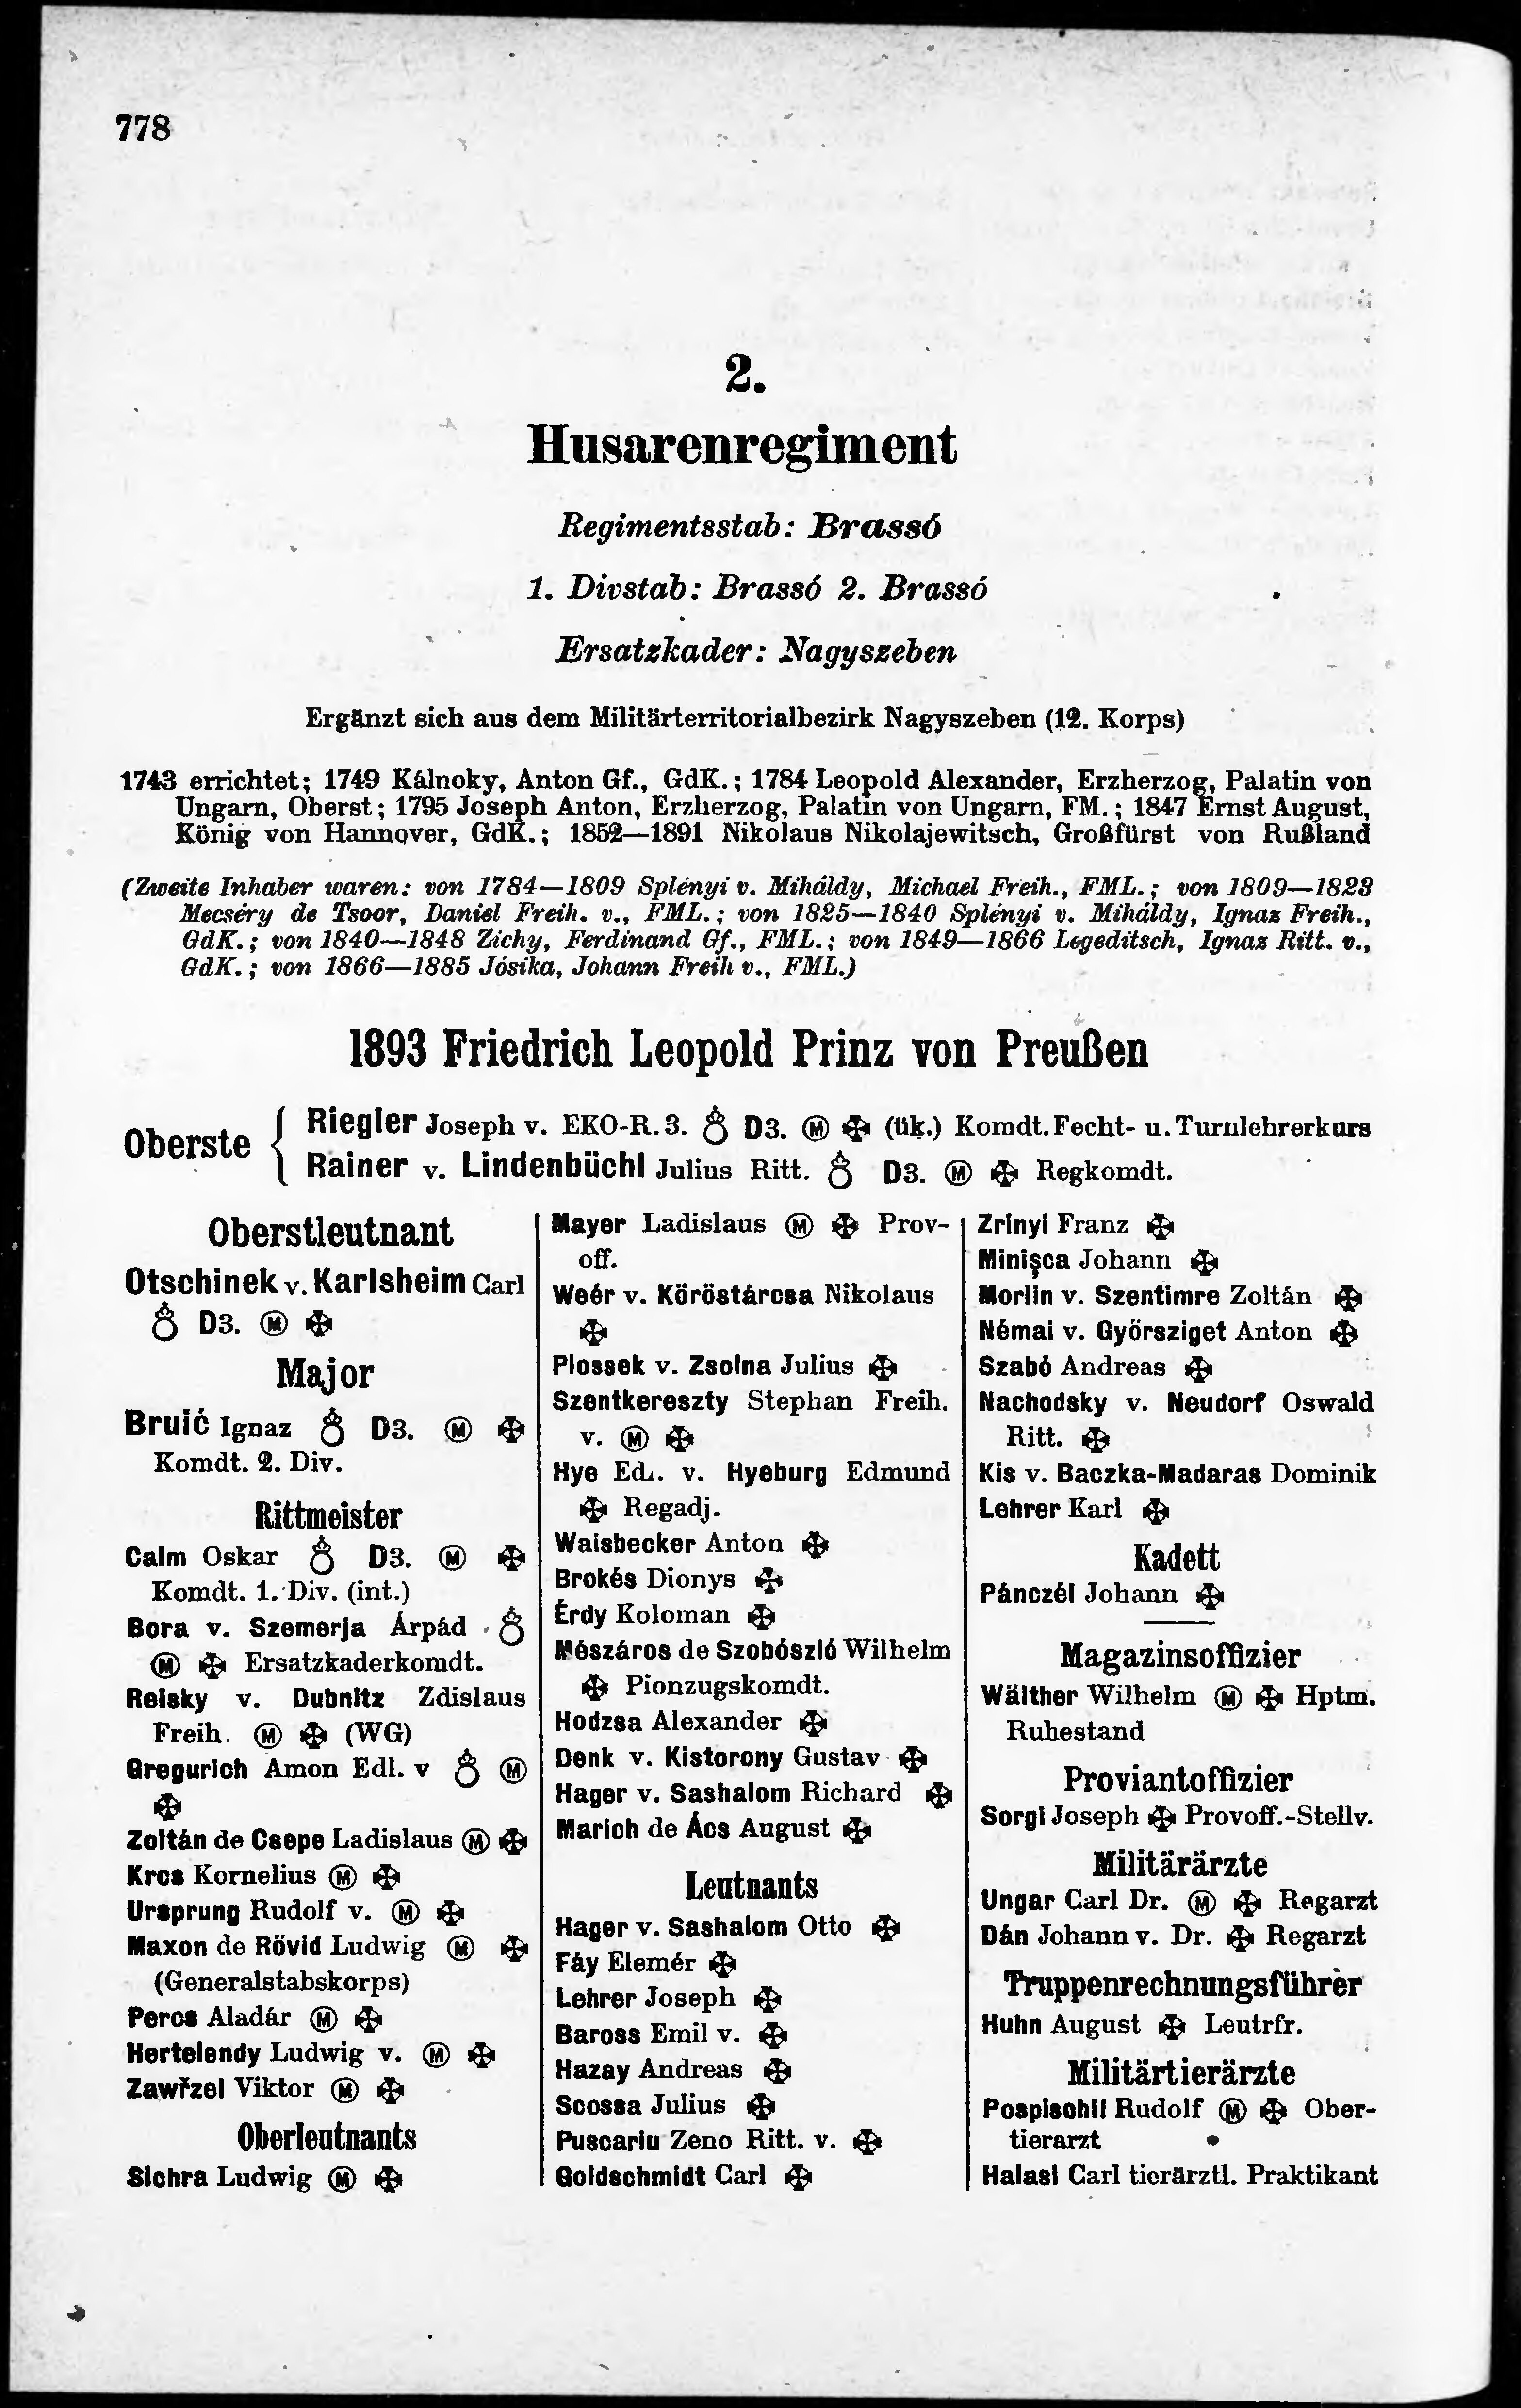 778
2.
Husarenregiment
Regimentsstab: Brassó
1. Divstab: Brassó 2. Brassó
Ersatzkader: Nagyszeben
Ergänzt sich aus dem Militärterritorialbezirk Nagyszeben (12. Korps)
1743 errichtet; 1749 Kálnoky, Anton Gf., GdK.; 1784 Leopold Alexander, Erzherzog, Palatin von
Ungarn, Oberst; 1795 Joseph Anton, Erzherzog, Palatin von Ungarn, FM.; 1847 Ernst August,
König von Hannover, GdK.; 1852—1891 Nikolaus Nikolajewitsch, Großfürst von Rußland
(Zweite Inhaber waren: von 1784—1809 Splényi v. Miháldy, Michael Freih., FML.; von 1809—1823
Mecséry de Tsoor, Daniel Freih. v., FML.; von 1825—1840 Splényi v. Miháldy, Ignaz Freih.,
GdK.; von 1840—1848 Zichy, Ferdinand Gf., FML.; von 1849—1866 Legeditsch, Ignaz Ritt. v.,
GdK.; von 1866—1885 Jósika, Johann Freih v., FML.)
1893 Friedrich Leopold Prinz von Preußen
Oberste
Riegler Joseph v. EKO-R. 3. D3. Ⓜ ✠ (ük.) Komdt. Fecht- u. Turnlehrerkurs
Rainer v. Lindenbüchl Julius Ritt. D3. Ⓜ ✠ Regkomdt.
Oberstleutnant
Otschinek v. Karlsheim Carl
D3. Ⓜ ✠
Major
Bruić Ignaz D3. Ⓜ ✠
Komdt. 2. Div.
Rittmeister
Calm Oskar D3. Ⓜ ✠
Komdt. 1. Div. (int.)
Bora v. Szemerja Árpád
Ⓜ ✠ Ersatzkaderkomdt.
Reisky v. Dubnitz Zdislaus
Freih. Ⓜ ✠ (WG)
Gregurich Amon Edl. v Ⓜ
✠
Zoltán de Csepe Ladislaus Ⓜ ✠
Kres Kornelius Ⓜ ✠
Ursprung Rudolf v. Ⓜ ✠
Maxon de Rövid Ludwig Ⓜ ✠
(Generalstabskorps)
Percs Aladár Ⓜ ✠
Hertelendy Ludwig v. Ⓜ ✠
Zawřzel Viktor Ⓜ ✠
Oberleutnants
Sichra Ludwig Ⓜ ✠
Mayer Ladislaus Ⓜ ✠ Prov-
off.
Weér v. Köröstárcsa Nikolaus
✠
Plossek v. Zsolna Julius ✠
Szentkereszty Stephan Freih.
v. Ⓜ ✠
Hye Edl. v. Hyeburg Edmund
✠ Regadj.
Waisbecker Anton ✠
Brokés Dionys ✠
Érdy Koloman ✠
Mészáros de Szobószló Wilhelm
✠ Pionzugskomdt.
Hodzsa Alexander ✠
Denk v. Kistorony Gustav ✠
Hager v. Sashalom Richard ✠
Marich de Ács August ✠
Leutnants
Hager v. Sashalom Otto ✠
Fáy Elemér ✠
Lehrer Joseph ✠
Baross Emil v. ✠
Hazay Andreas ✠
Scossa Julius ✠
Puscariu Zeno Ritt. v. ✠
Goldschmidt Carl ✠
Zrinyi Franz ✠
Minişca Johann ✠
Morlin v. Szentimre Zoltán ✠
Némai v. Györsziget Anton ✠
Szabó Andreas ✠
Nachodsky v. Neudorf Oswald
Ritt. ✠
Kis v. Baczka-Madaras Dominik
Lehrer Karl ✠
Kadett
Pánczél Johann ✠
Magazinsoffizier
Wälther Wilhelm Ⓜ ✠ Hptm.
Ruhestand
Proviantoffizier
Sorgl Joseph ✠ Provoff.-Stellv.
Militärärzte
Ungar Carl Dr. Ⓜ ✠ Regarzt
Dán Johann v. Dr. ✠ Regarzt
Truppenrechnungsführer
Huhn August ✠ Leutrfr.
Militärtierärzte
Pospischil Rudolf Ⓜ ✠ Ober-
tierarzt
Halasi Carl tierärztl. Praktikant